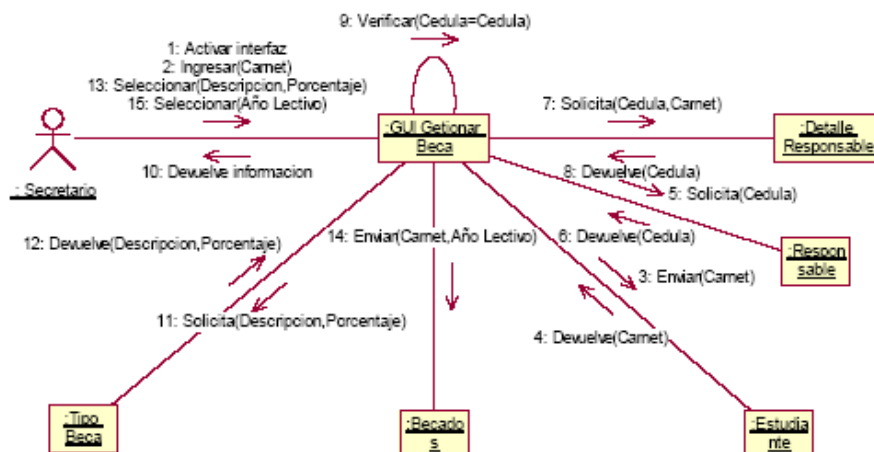 9: Verificar(Cedula=Cedula)
1: Activar interfaz
2: Ingresar(Carnet)
13: Seleccionar(Descripcion,Porcentaje)
15: Seleccionar(Año Lectivo)
7: Solicita(Cedula,Carnet)
:GUI Getionar
Beca
:Detalle
Responsable
10: Devuelve informacion
8: Devuelve(Cedula)
: Secretario
5: Solicita(Cedula)
12: Devuelve(Descripcion,Porcentaje)
14: Enviar(Carnet,Año Lectivo)
6: Devuelve(Cedula)
:Respon
sable
3: Enviar(Carnet)
11: Solicita(Descripcion,Porcentaje)
4: Devuelve(Carnet)
:Tipo
Beca
:Becado
s
:Estudia
nte